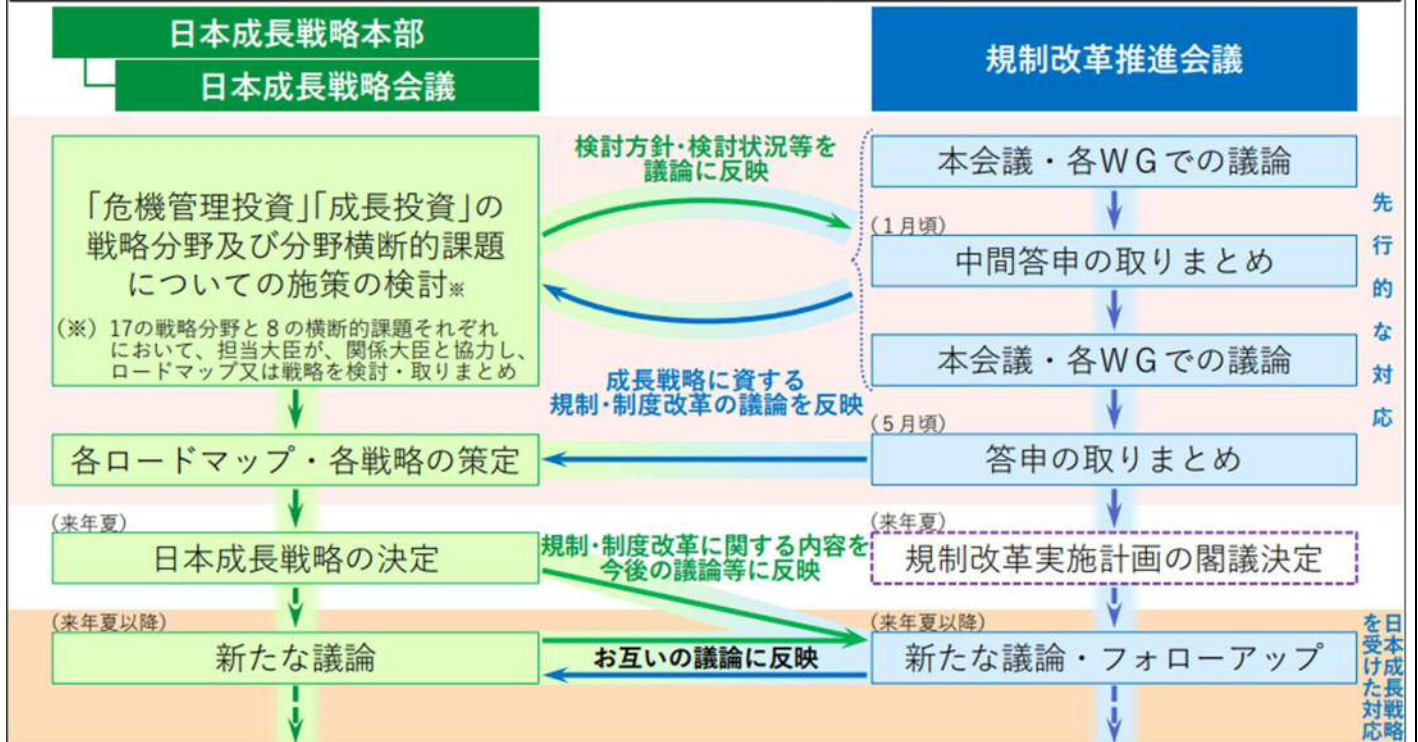 日本成長戦略本部
日本成長戦略会議
規制改革推進会議
「危機管理投資」「成長投資」の
戦略分野及び分野横断的課題
についての施策の検討※
(※) 17の戦略分野と8の横断的課題それぞれ
において、担当大臣が、関係大臣と協力し、
ロードマップ又は戦略を検討・取りまとめ
検討方針・検討状況等を
議論に反映
本会議・各WGでの議論
(1月頃)
中間答申の取りまとめ
本会議・各WGでの議論
成長戦略に資する
規制・制度改革の議論を反映
先行的な対応
各ロードマップ・各戦略の策定
(5月頃)
答申の取りまとめ
(来年夏)
日本成長戦略の決定
規制・制度改革に関する内容を
今後の議論等に反映
(来年夏)
規制改革実施計画の閣議決定
(来年夏以降)
新たな議論
お互いの議論に反映
(来年夏以降)
新たな議論・フォローアップ
日本成長戦略
を受けた対応